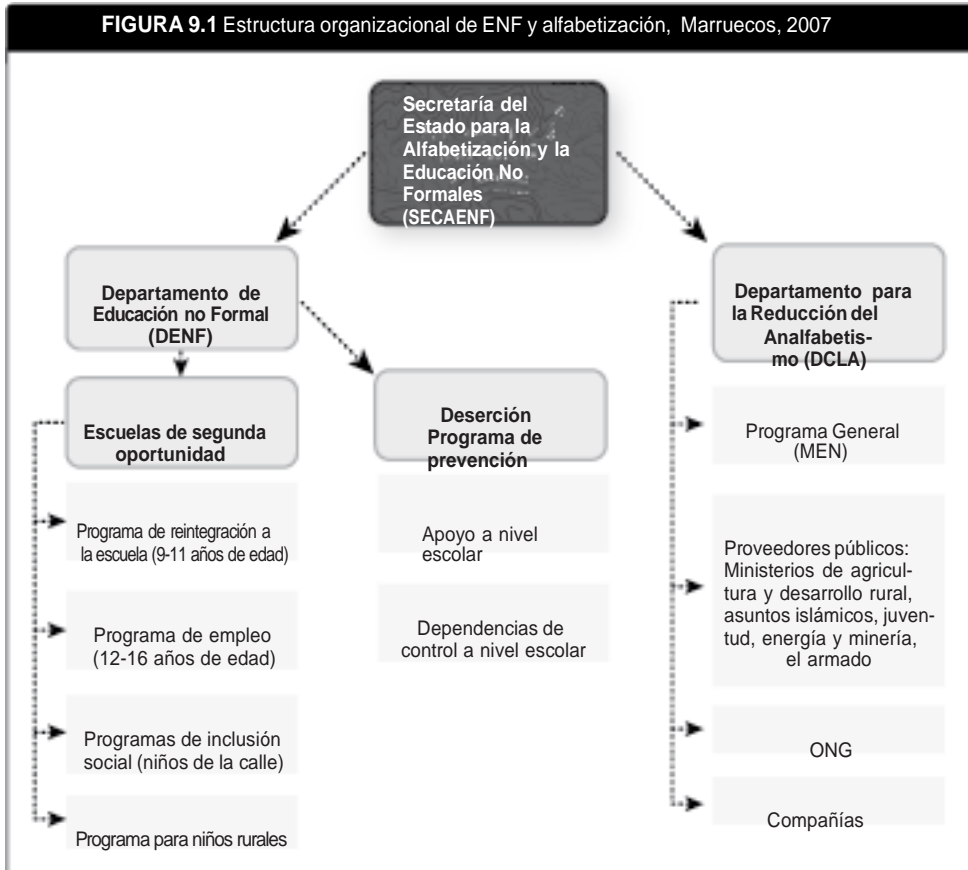 FIGURA 9.1 Estructura organizacional de ENF y alfabetización, Marruecos, 2007
Secretaría del
Estado para la
Alfabetización y la
Educación No
Formales
(SECAENF)
Departamento de
Educación no Formal
(DENF)
Escuelas de segunda
oportunidad
Programa de reintegración a
la escuela (9-11 años de edad)
Programa de empleo
(12-16 años de edad)
Programas de inclusión
social (niños de la calle)
Programa para niños rurales
Deserción
Programa de
prevención
Apoyo a nivel
escolar
Dependencias de
control a nivel escolar
Departamento para
la Reducción del
Analfabetis-
mo (DCLA)
Programa General
(MEN)
Proveedores públicos:
Ministerios de agricul-
tura y desarrollo rural,
asuntos islámicos, juven-
tud, energía y minería,
el armado
ONG
Compañías